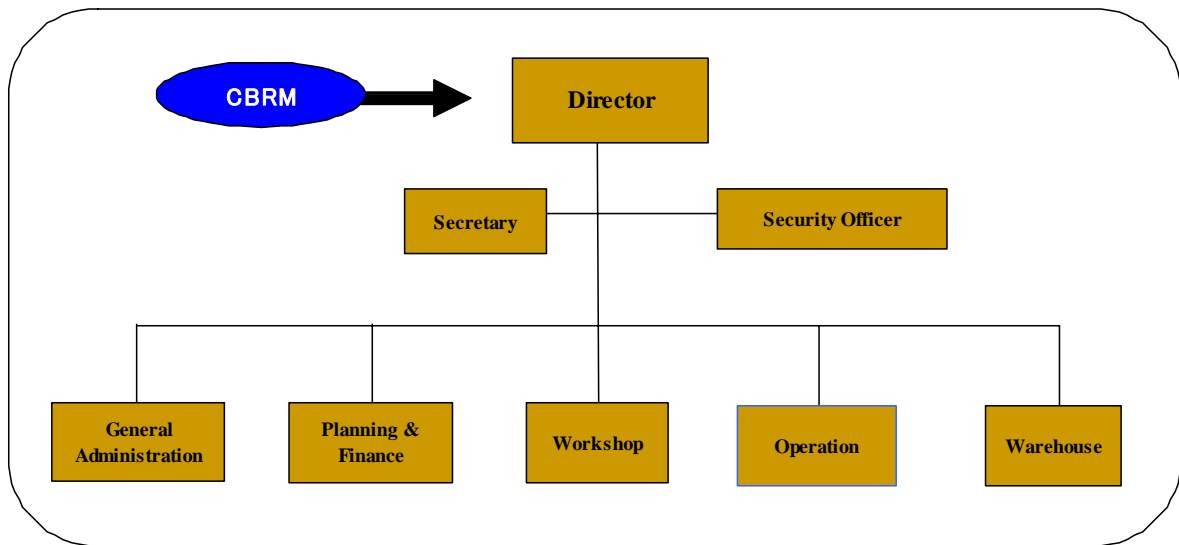 CBRM
Director
Secretary
Security Officer
General
Administration
Planning &
Finance
Workshop
Operation
Warehouse